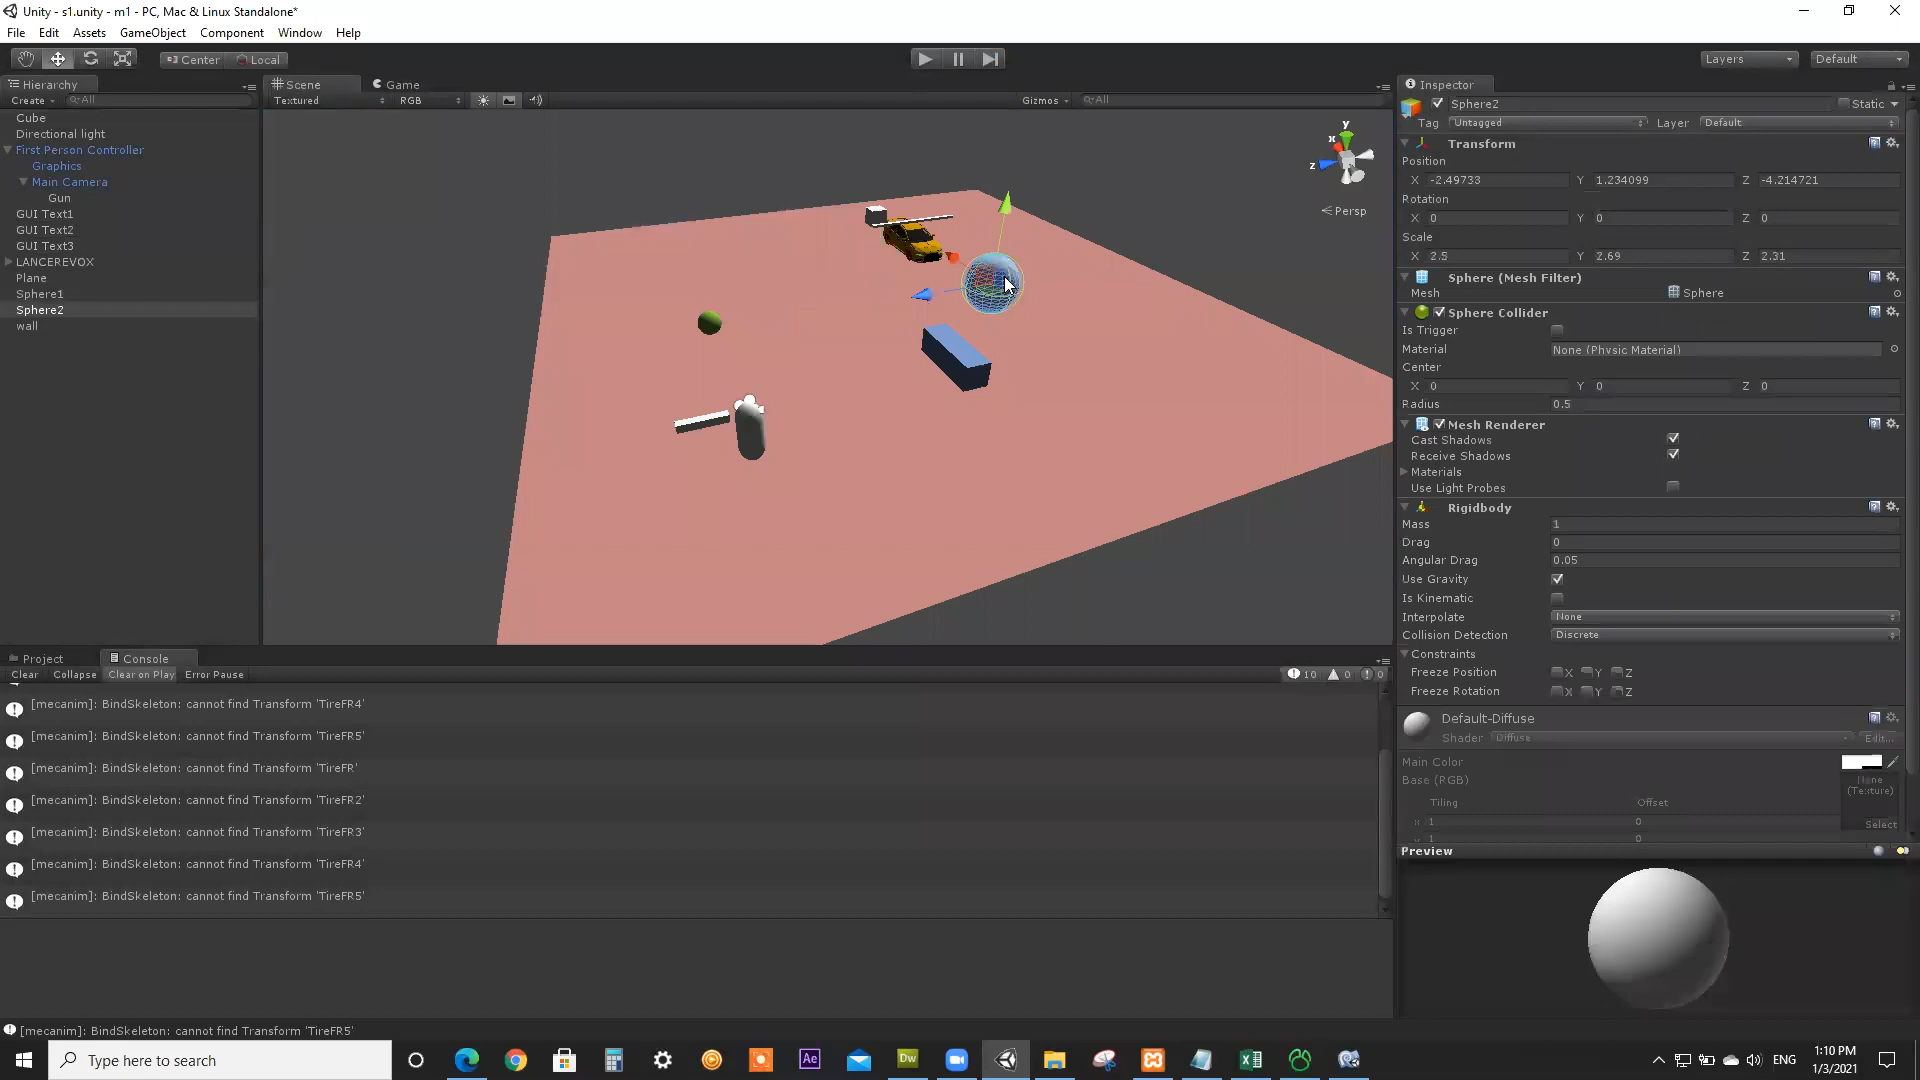 Unity - s1.unity - m1 - PC, Mac & Linux Standalone*
File Edit Assets GameObject Component Window Help
Center Local Layers Default
Hierarchy Scene Game Inspector
Create All Textured RGB Gizmos All Sphere2 Static
Cube Tag Untagged Layer Default
Directional light Transform
First Person Controller Position
Graphics X -2.49733 Y 1.234099 Z -4.214721
Main Camera Rotation
Gun X 0 Y 0 Z 0
GUI Text1 Scale
GUI Text2 X 2.5 Y 2.69 Z 2.31
GUI Text3
LANCEREVOX
Plane
Sphere1
Sphere2
wall
y
x
z
Persp
Sphere (Mesh Filter)
Mesh Sphere
Sphere Collider
Is Trigger
Material None (Physic Material)
Center
X 0 Y 0 Z 0
Radius 0.5
Mesh Renderer
Cast Shadows
Receive Shadows
Materials
Use Light Probes
Rigidbody
Mass 1
Drag 0
Angular Drag 0.05
Use Gravity
Is Kinematic
Interpolate None
Collision Detection Discrete
Constraints
Freeze Position X Y Z
Freeze Rotation X Y Z
Default-Diffuse
Shader Diffuse Edit...
Main Color
Base (RGB) None
(Texture)
Tiling Offset
x 1 0
y 1 0
Select
Preview
Project Console
Clear Collapse Clear on Play Error Pause 10 0 0
[mecanim]: BindSkeleton: cannot find Transform 'TireFR4'
[mecanim]: BindSkeleton: cannot find Transform 'TireFR5'
[mecanim]: BindSkeleton: cannot find Transform 'TireFR'
[mecanim]: BindSkeleton: cannot find Transform 'TireFR2'
[mecanim]: BindSkeleton: cannot find Transform 'TireFR3'
[mecanim]: BindSkeleton: cannot find Transform 'TireFR4'
[mecanim]: BindSkeleton: cannot find Transform 'TireFR5'
[mecanim]: BindSkeleton: cannot find Transform 'TireFR5'
Type here to search
Ae
Dw
ENG
1:10 PM
1/3/2021